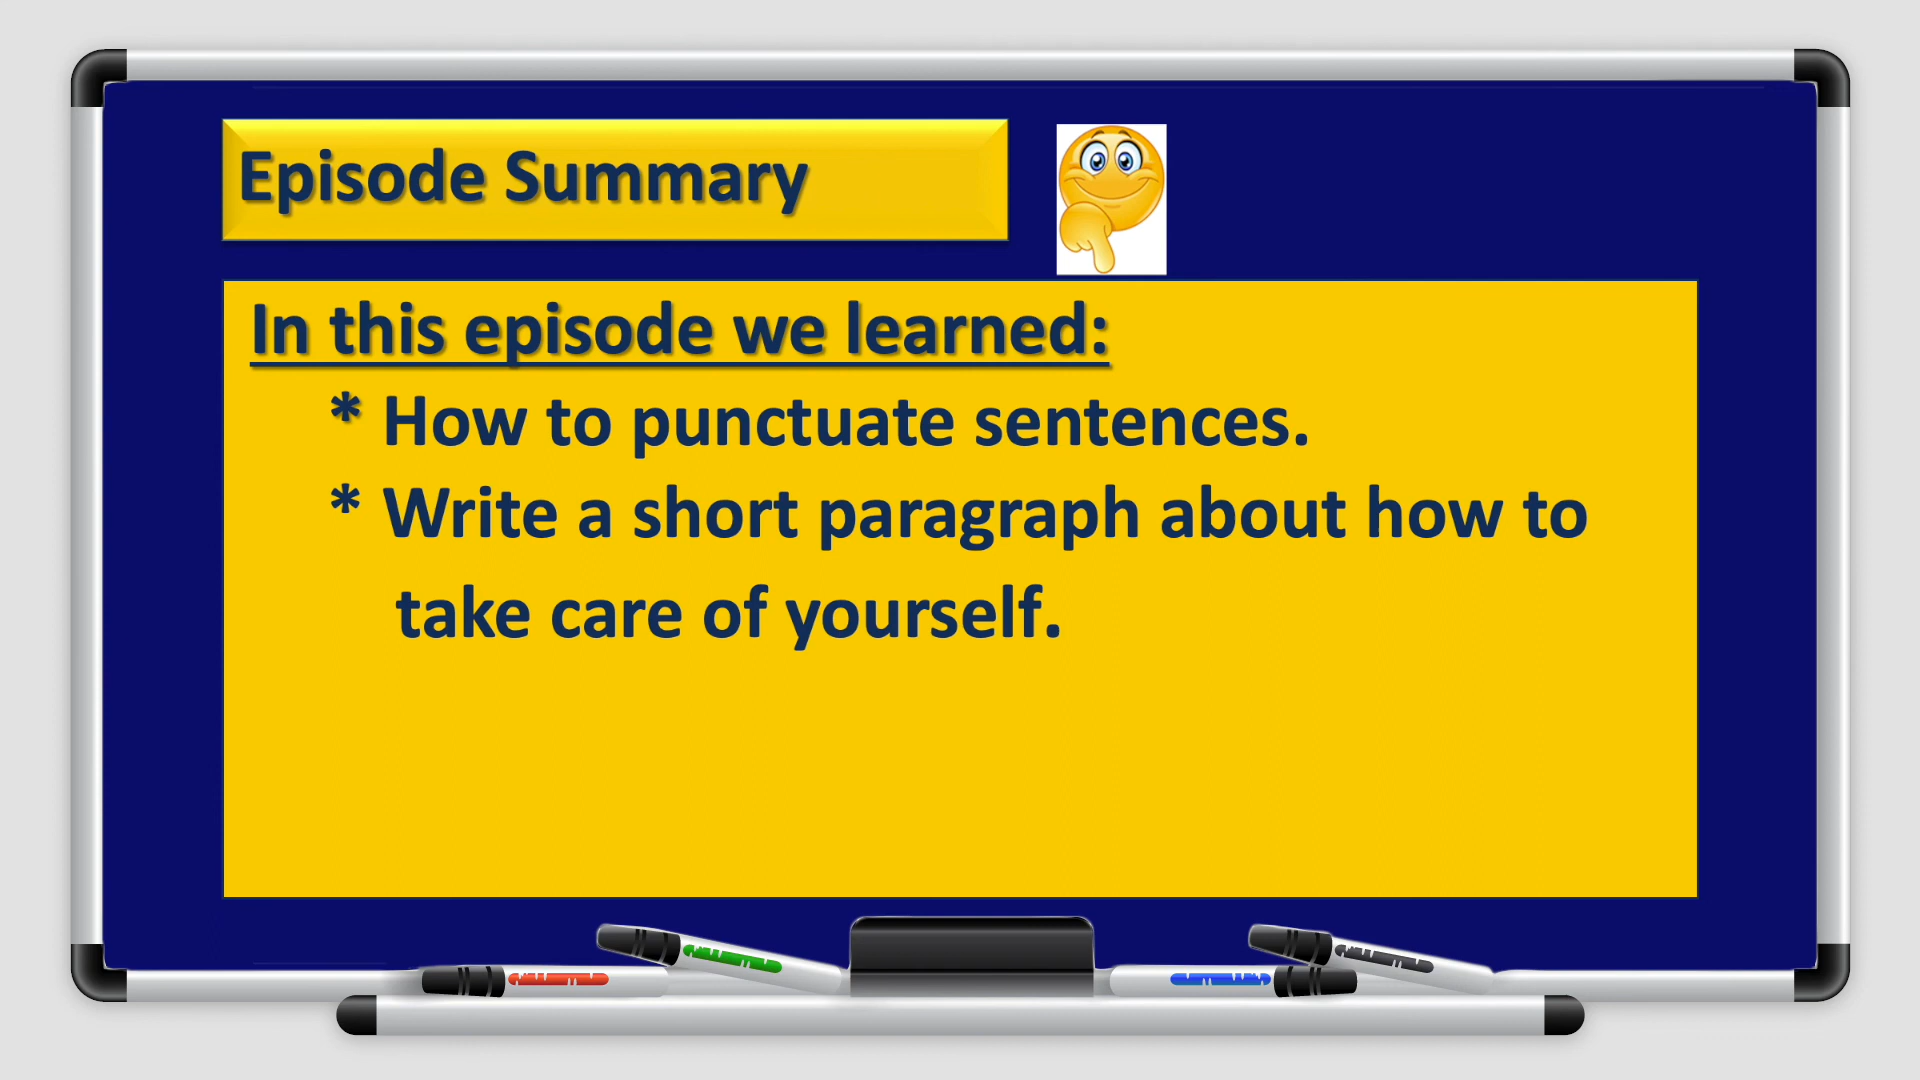 Episode Summary
In this episode we learned:
* How to punctuate sentences.
* Write a short paragraph about how to
take care of yourself.